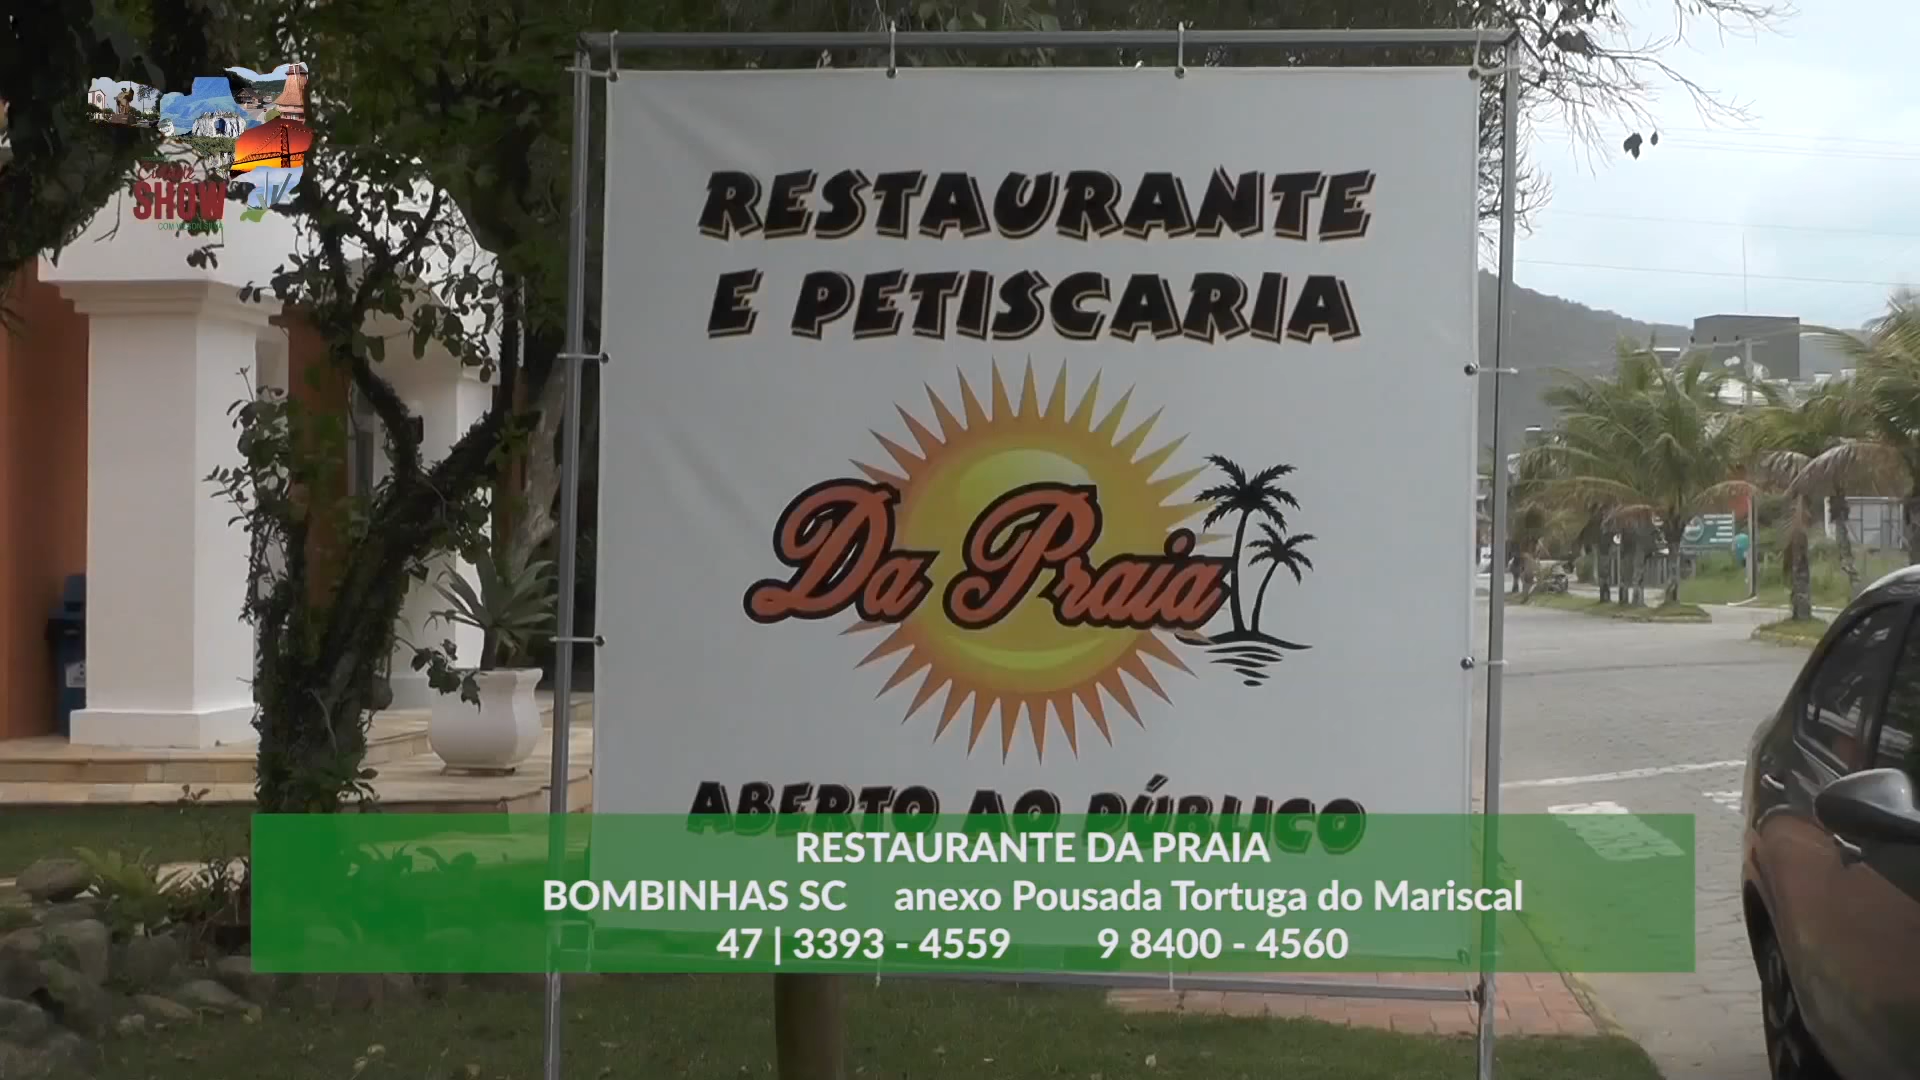 SHOW
RESTAURANTE
E PETISCARIA
Da Praia
ABERTO AO PÚBLICO
RESTAURANTE DA PRAIA
BOMBINHAS SC anexo Pousada Tortuga do Mariscal
47 | 3393 - 4559 9 8400 - 4560